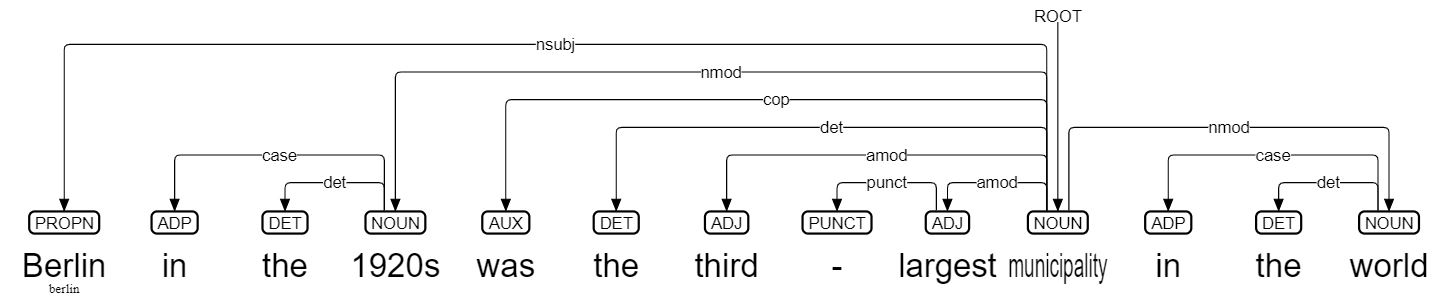 ROOT
nsubj
nmod
cop
det nmod
case amod case
det punct amod det
PROPN ADP DET NOUN AUX DET ADJ PUNCT ADJ NOUN ADP DET NOUN
Berlin in the 1920s was the third - largest municipality in the world
berlin